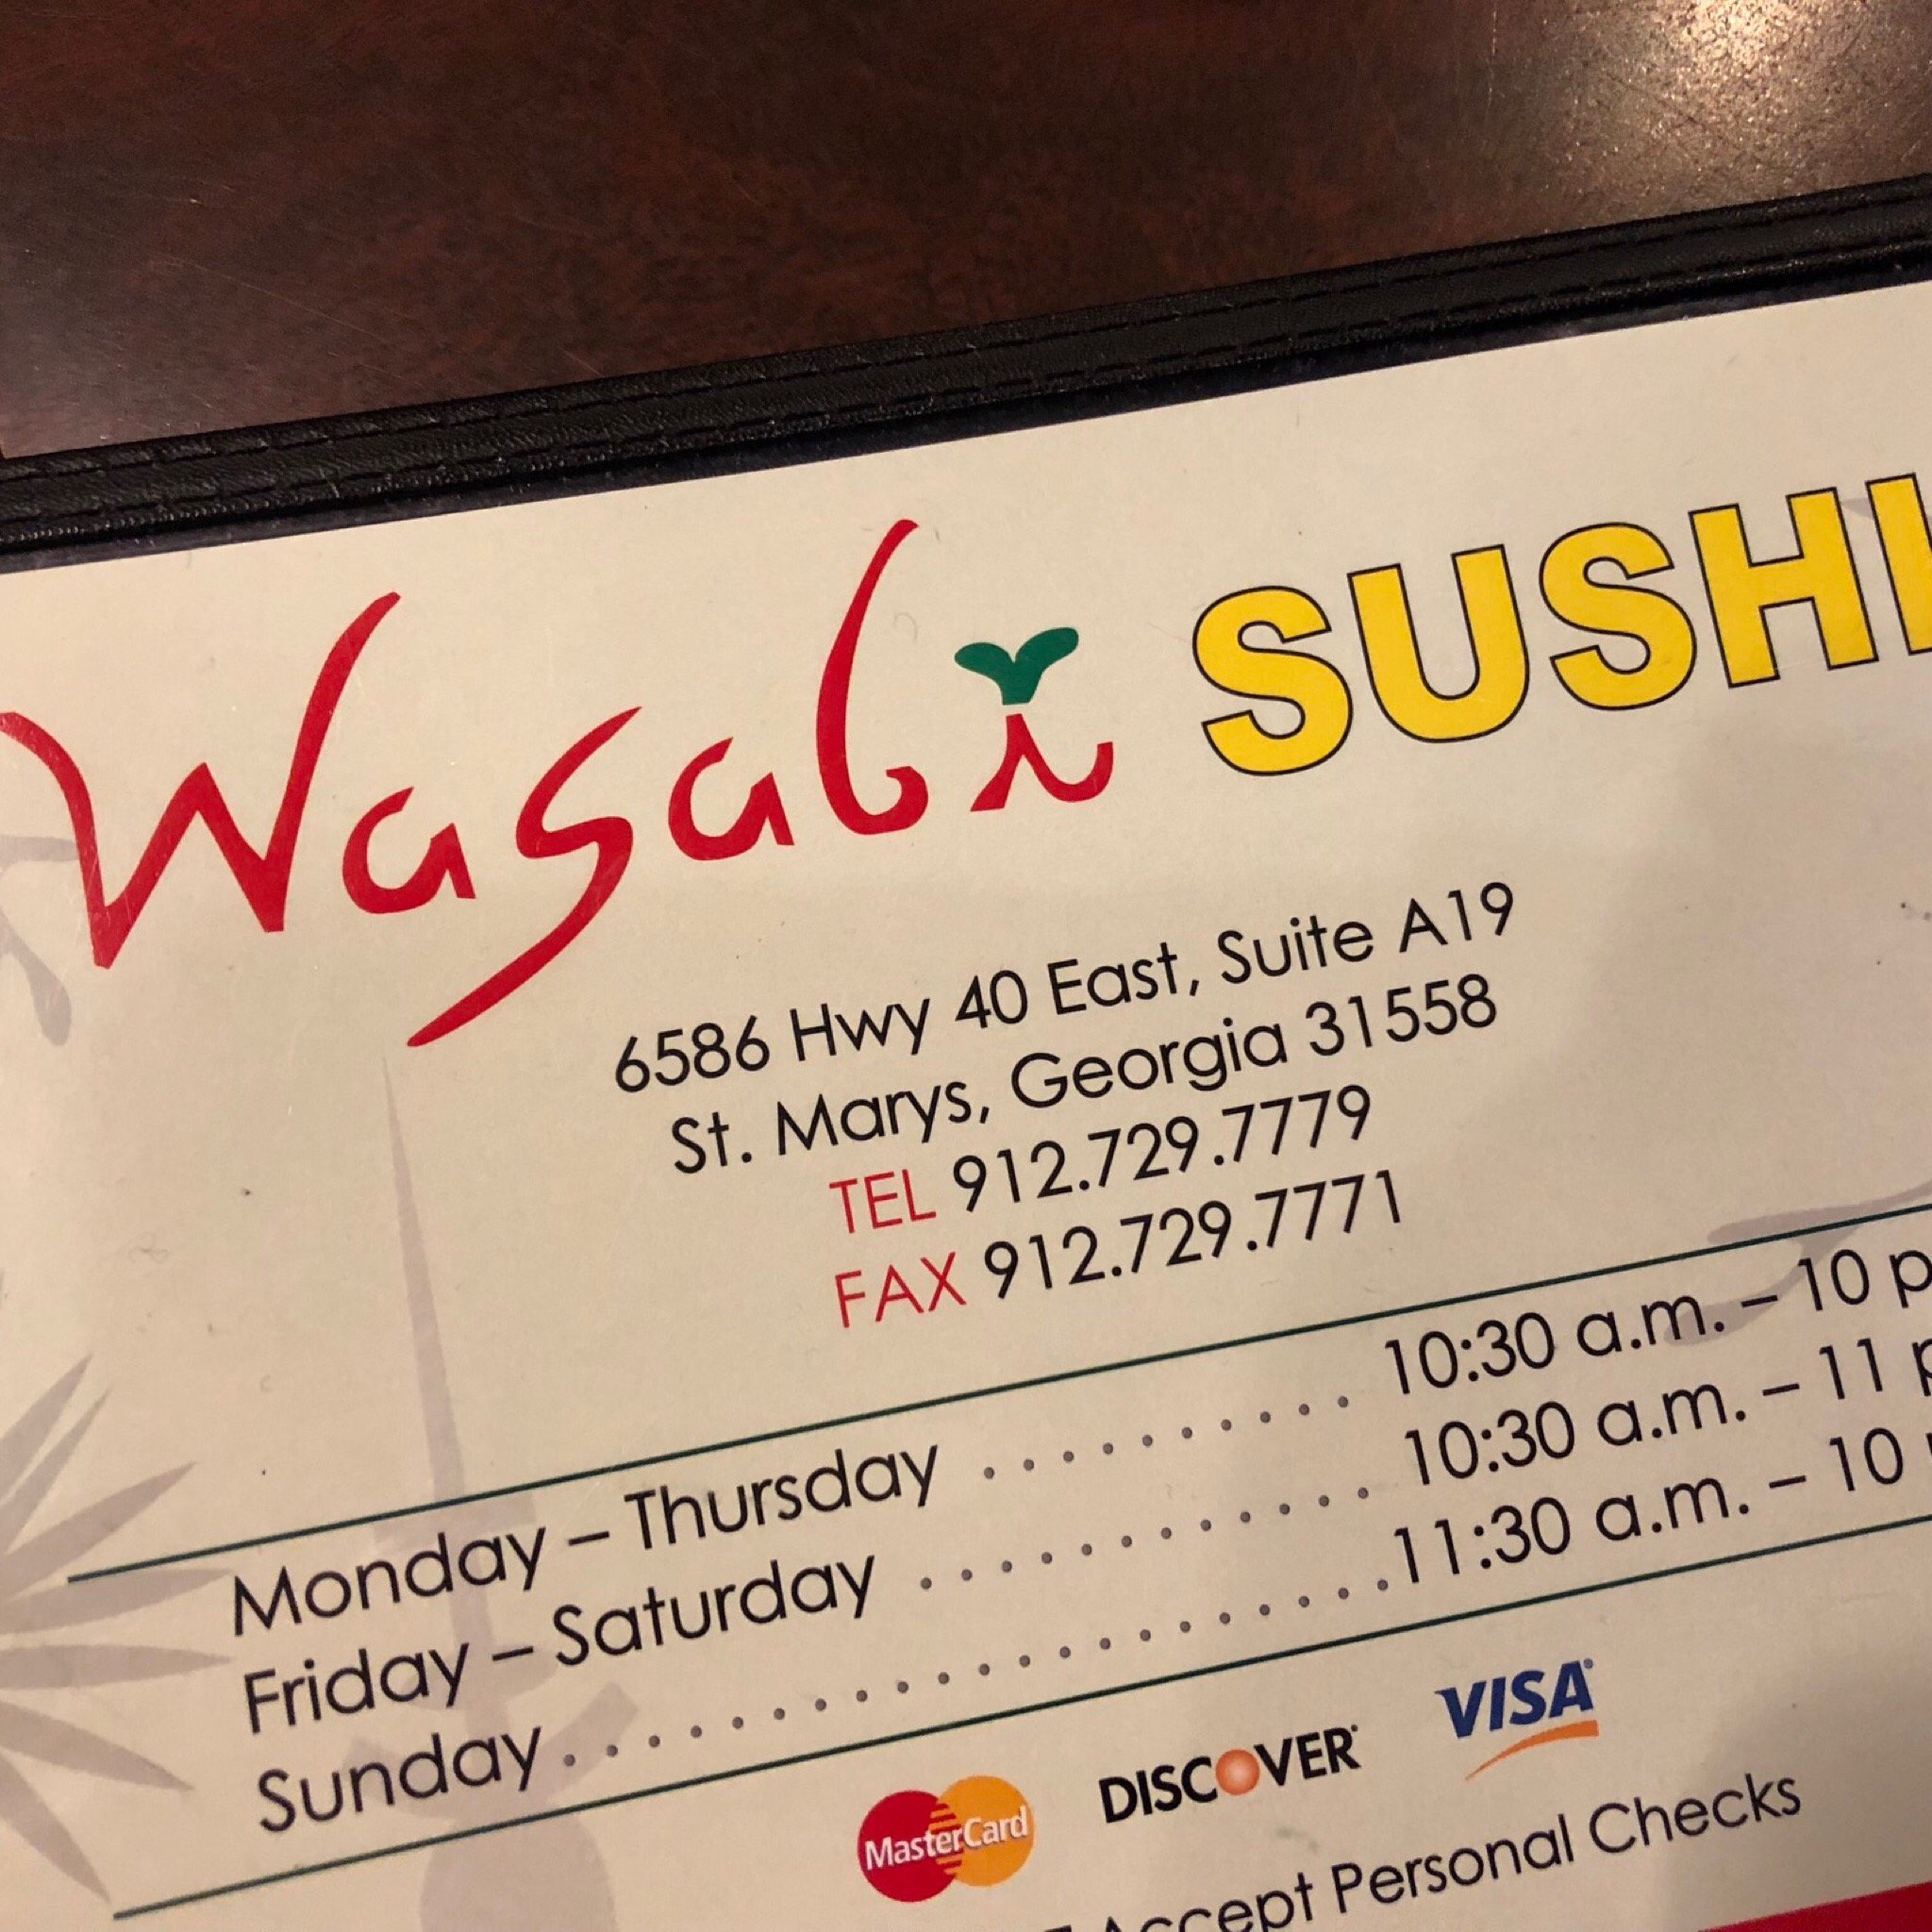 Wasabi SUSHI
6586 Hwy 40 East, Suite A19
St. Marys, Georgia 31558
TEL 912.729.7779
FAX 912.729.7771
Monday – Thursday .......... 10:30 a.m. – 10 p
Friday – Saturday ............ 10:30 a.m. – 11 p
Sunday.....................11:30 a.m. – 10
MasterCard DISCOVER VISA
Accept Personal Checks